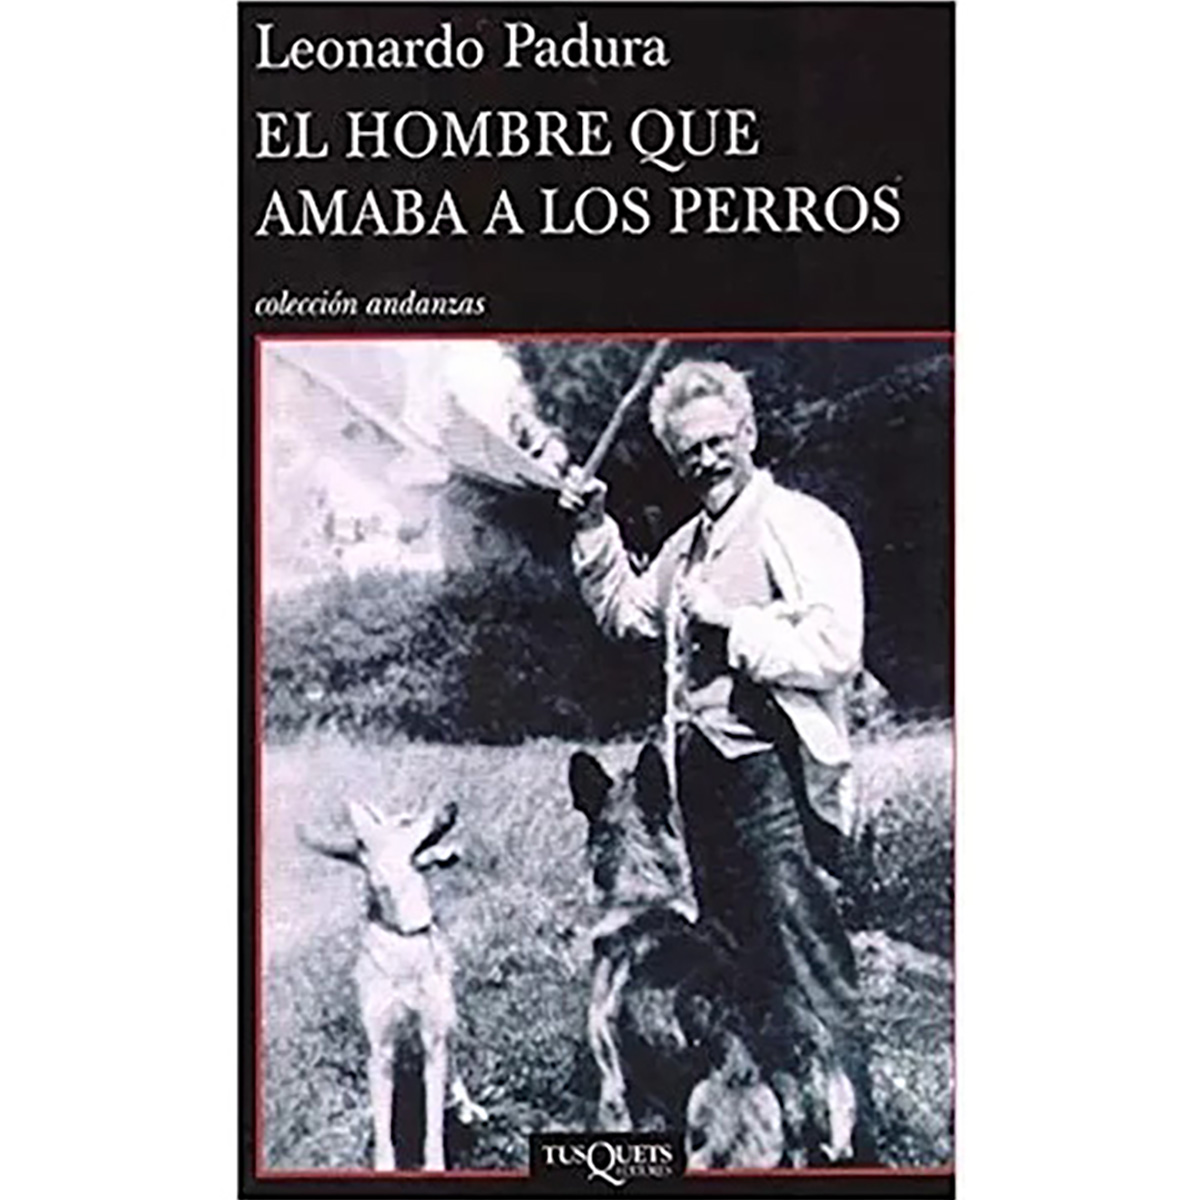 Leonardo Padura
EL HOMBRE QUE
AMABA A LOS PERROS
colección andanzas
TUSQUETS
EDITORES